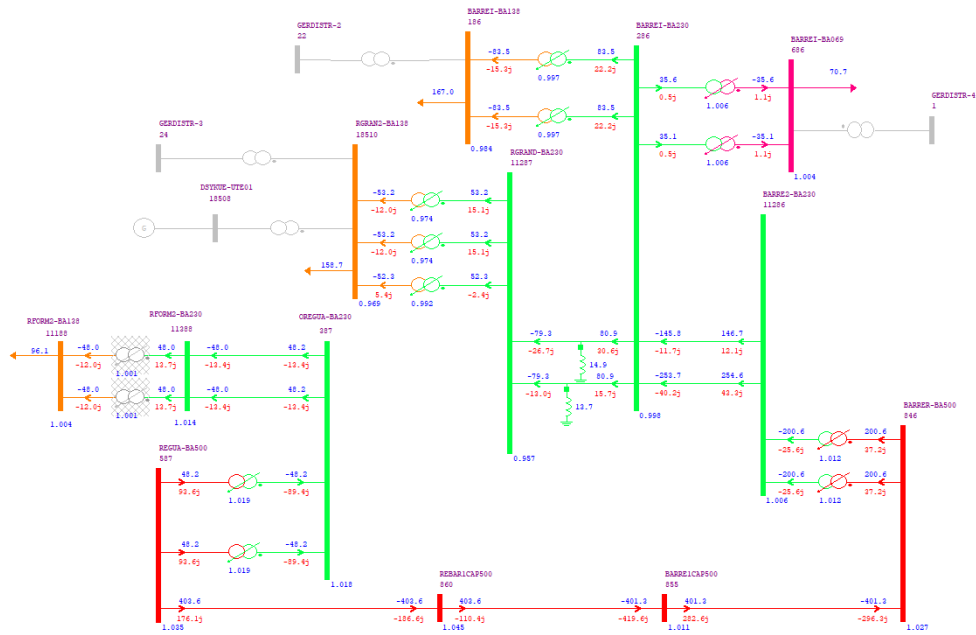 BARREI-BA138
186
BARREI-BA230
286
GERDISTR-2
22
BARREI-BA069
686
-83.5
83.5
-15.3j
0.997
22.2j
35.6
-35.6
70.7
0.5j
1.006
1.1j
GERDISTR-4
1
167.0
-83.5
83.5
-15.3j
0.997
22.2j
GERDISTR-3
24
RGRAN2-BA138
18510
35.1
-35.1
0.5j
1.006
1.1j
0.984
RGRAND-BA230
11287
1.004
DSYKUE-UTE01
18508
G
BARRE2-BA230
11286
-53.2
53.2
-12.0j
0.974
15.1j
-53.2
53.2
-12.0j
0.974
15.1j
158.7
-52.3
52.3
5.4j
0.992
-2.4j
0.969
RFORM2-BA138
11188
RFORM2-BA230
11388
OREGUA-BA230
387
-79.3
80.9
-145.8
146.7
-26.7j
30.6j
-11.7j
12.1j
96.1
-48.0
48.0
-48.0
48.2
-12.0j
1.001
13.7j
-13.4j
-13.4j
14.9
-79.3
80.9
-253.7
254.6
-13.0j
15.7j
-40.2j
43.3j
-48.0
48.0
-48.0
48.2
-12.0j
1.001
13.7j
-13.4j
-13.4j
13.7
0.998
1.004
1.014
BARRER-BA500
846
-200.6
200.6
-25.6j
1.012
37.2j
REGUA-BA500
587
0.957
48.2
-48.2
93.6j
1.019
-89.4j
-200.6
200.6
-25.6j
1.012
37.2j
1.006
48.2
-48.2
93.6j
1.019
-89.4j
1.018
REBAR1CAP500
860
BARRE1CAP500
855
403.6
-403.6
403.6
-401.3
401.3
-401.3
176.1j
-186.6j
-110.4j
-419.6j
282.6j
-296.3j
1.035
1.045
1.011
1.027